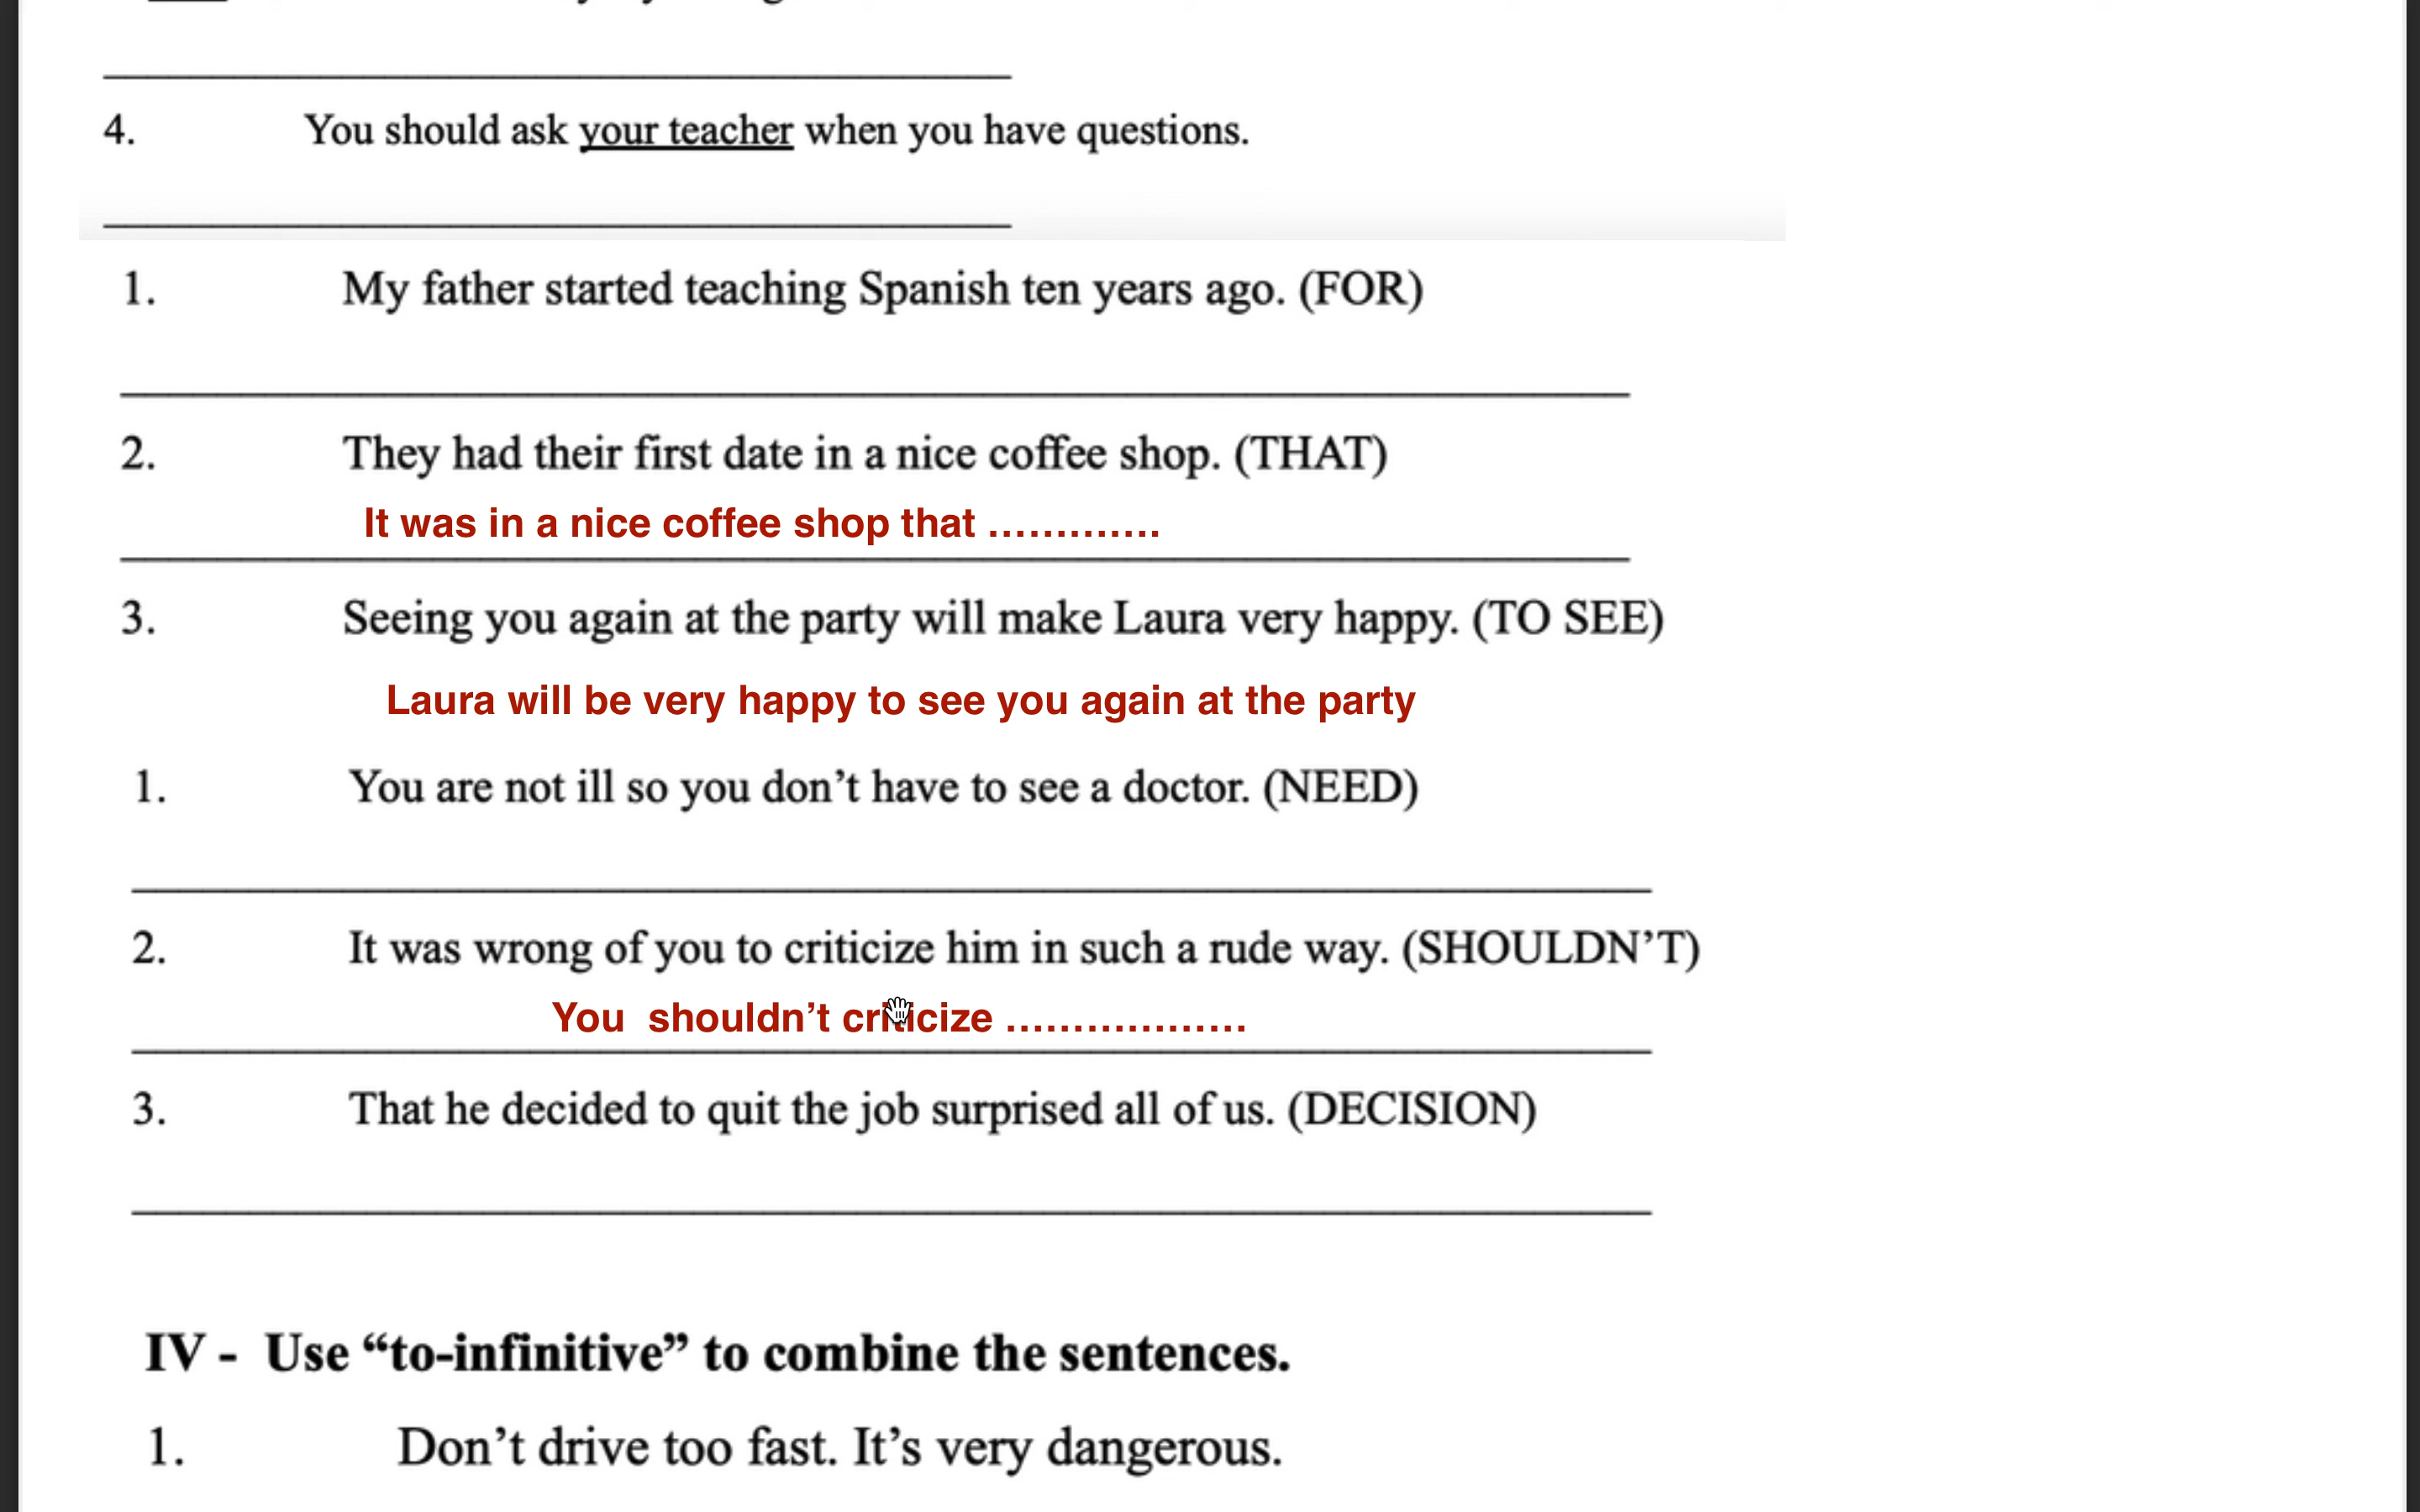 4. You should ask your teacher when you have questions.
1. My father started teaching Spanish ten years ago. (FOR)
2. They had their first date in a nice coffee shop. (THAT)
It was in a nice coffee shop that .............
3. Seeing you again at the party will make Laura very happy. (TO SEE)
Laura will be very happy to see you again at the party
1. You are not ill so you don’t have to see a doctor. (NEED)
2. It was wrong of you to criticize him in such a rude way. (SHOULDN’T)
You shouldn’t criticize ..................
3. That he decided to quit the job surprised all of us. (DECISION)
IV - Use “to-infinitive” to combine the sentences.
1. Don’t drive too fast. It’s very dangerous.